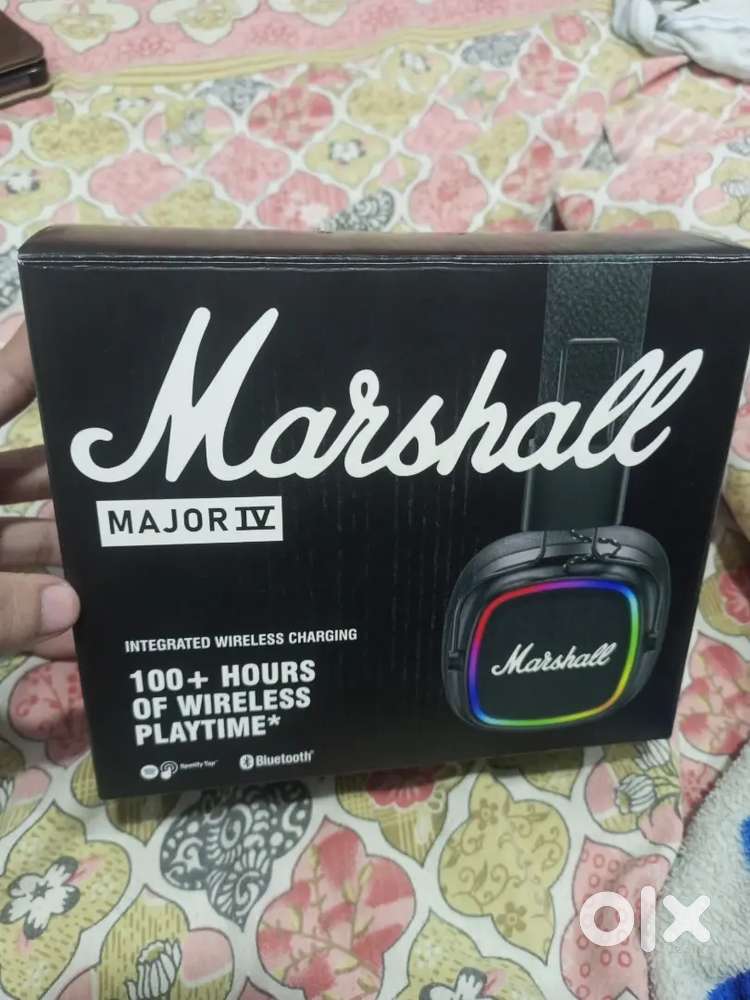 Marshall
MAJOR IV
INTEGRATED WIRELESS CHARGING
100+ HOURS
OF WIRELESS
PLAYTIME*
Spotify Tap
Bluetooth®
Marshall
olx